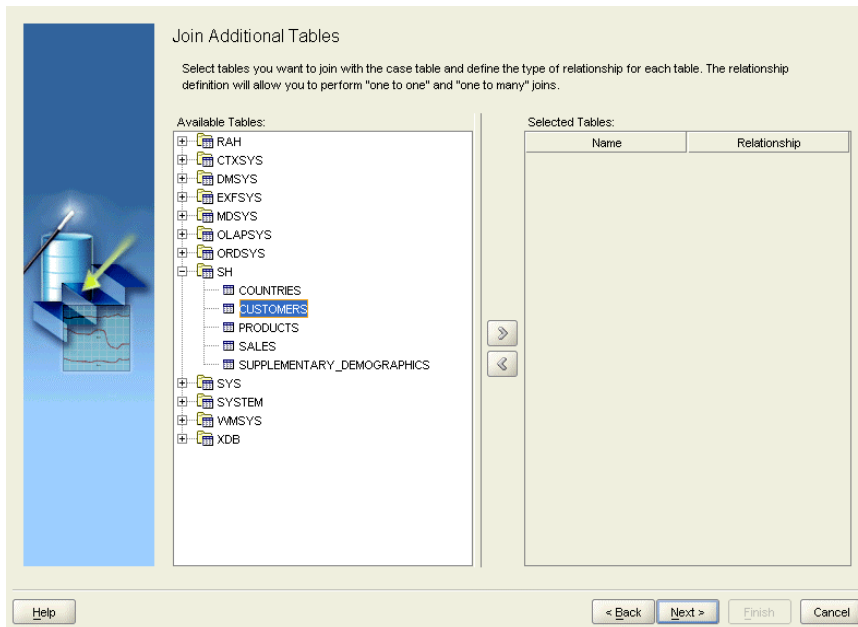 Join Additional Tables
Select tables you want to join with the case table and define the type of relationship for each table. The relationship
definition will allow you to perform "one to one" and "one to many" joins.
Available Tables:
Selected Tables:
Name Relationship
RAH
CTXSYS
DMSYS
EXFSYS
MDSYS
OLAPSYS
ORDSYS
SH
COUNTRIES
CUSTOMERS
PRODUCTS
SALES
SUPPLEMENTARY_DEMOGRAPHICS
SYS
SYSTEM
WMSYS
XDB
Help < Back Next > Finish Cancel